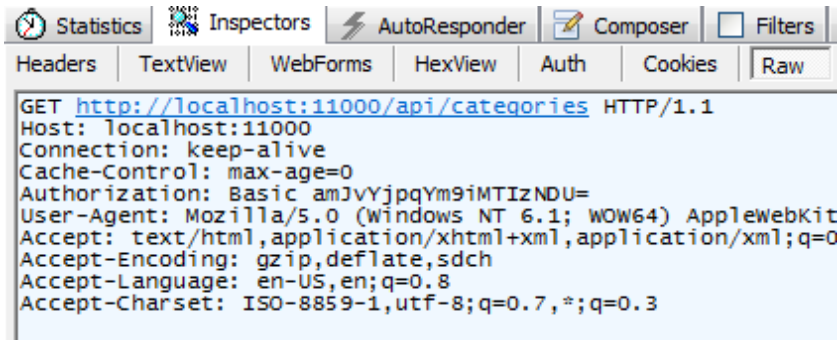 Statistics Inspectors AutoResponder Composer Filters
Headers TextView WebForms HexView Auth Cookies Raw
GET http://localhost:11000/api/categories HTTP/1.1
Host: localhost:11000
Connection: keep-alive
Cache-Control: max-age=0
Authorization: Basic amJvYjpqYm9iMTIzNDU=
User-Agent: Mozilla/5.0 (Windows NT 6.1; WOW64) AppleWebKit
Accept: text/html,application/xhtml+xml,application/xml;q=0
Accept-Encoding: gzip,deflate,sdch
Accept-Language: en-US,en;q=0.8
Accept-Charset: ISO-8859-1,utf-8;q=0.7,*;q=0.3